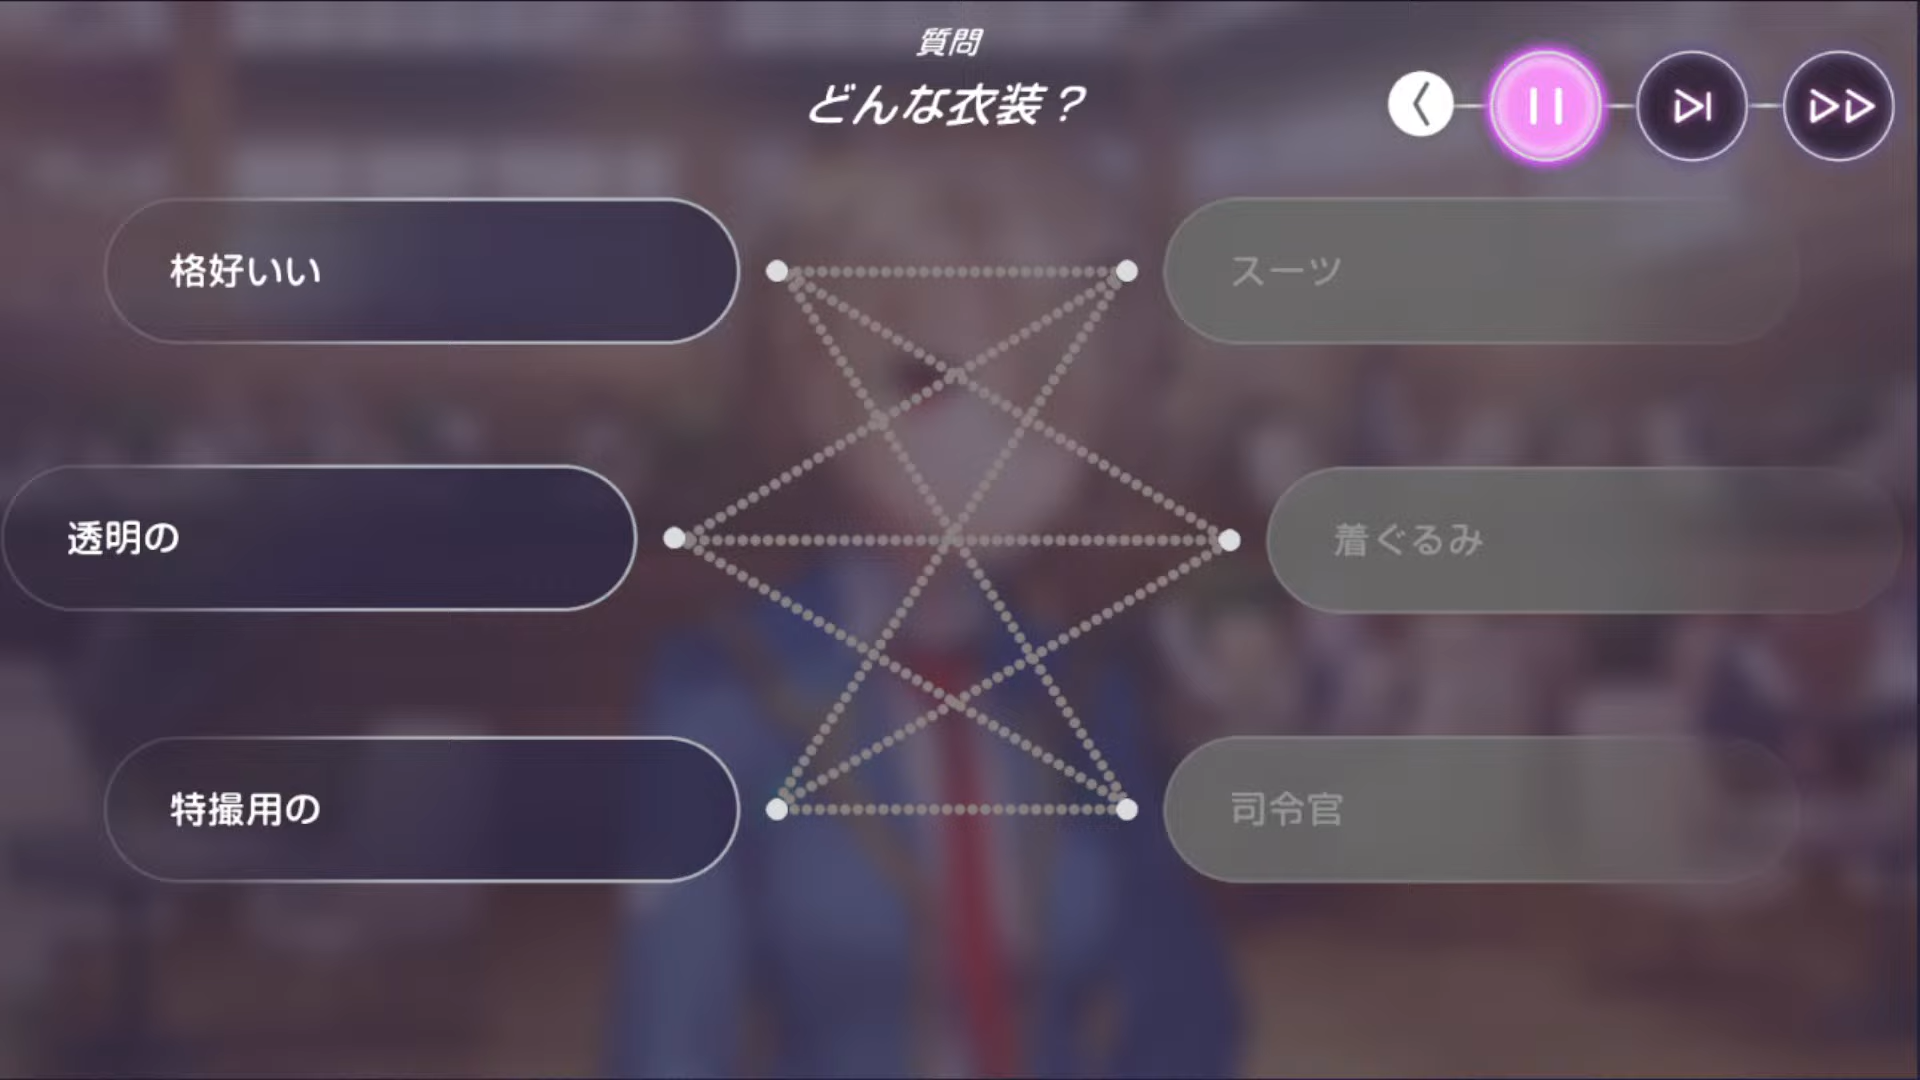 質問
どんな衣装？
格好いい
スーツ
透明の
着ぐるみ
特撮用の
司令官